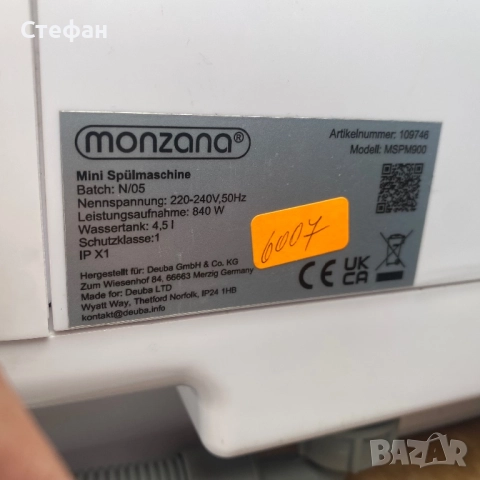 Стефан
monzana®
Artikelnummer: 109746
Modell: MSPM900
Mini Spülmaschine
Batch: N/05
Nennspannung: 220-240V,50Hz
Leistungsaufnahme: 840 W
Wassertank: 4,5 l
Schutzklasse:1
IP X1
6007
Hergestellt für: Deuba GmbH & Co. KG
Zum Wiesenhof 84, 66663 Merzig Germany
Made for: Deuba LTD
Wyatt Way, Thetford Norfolk, IP24 1HB
kontakt@deuba.info
CE
UK
CA
BAZAR